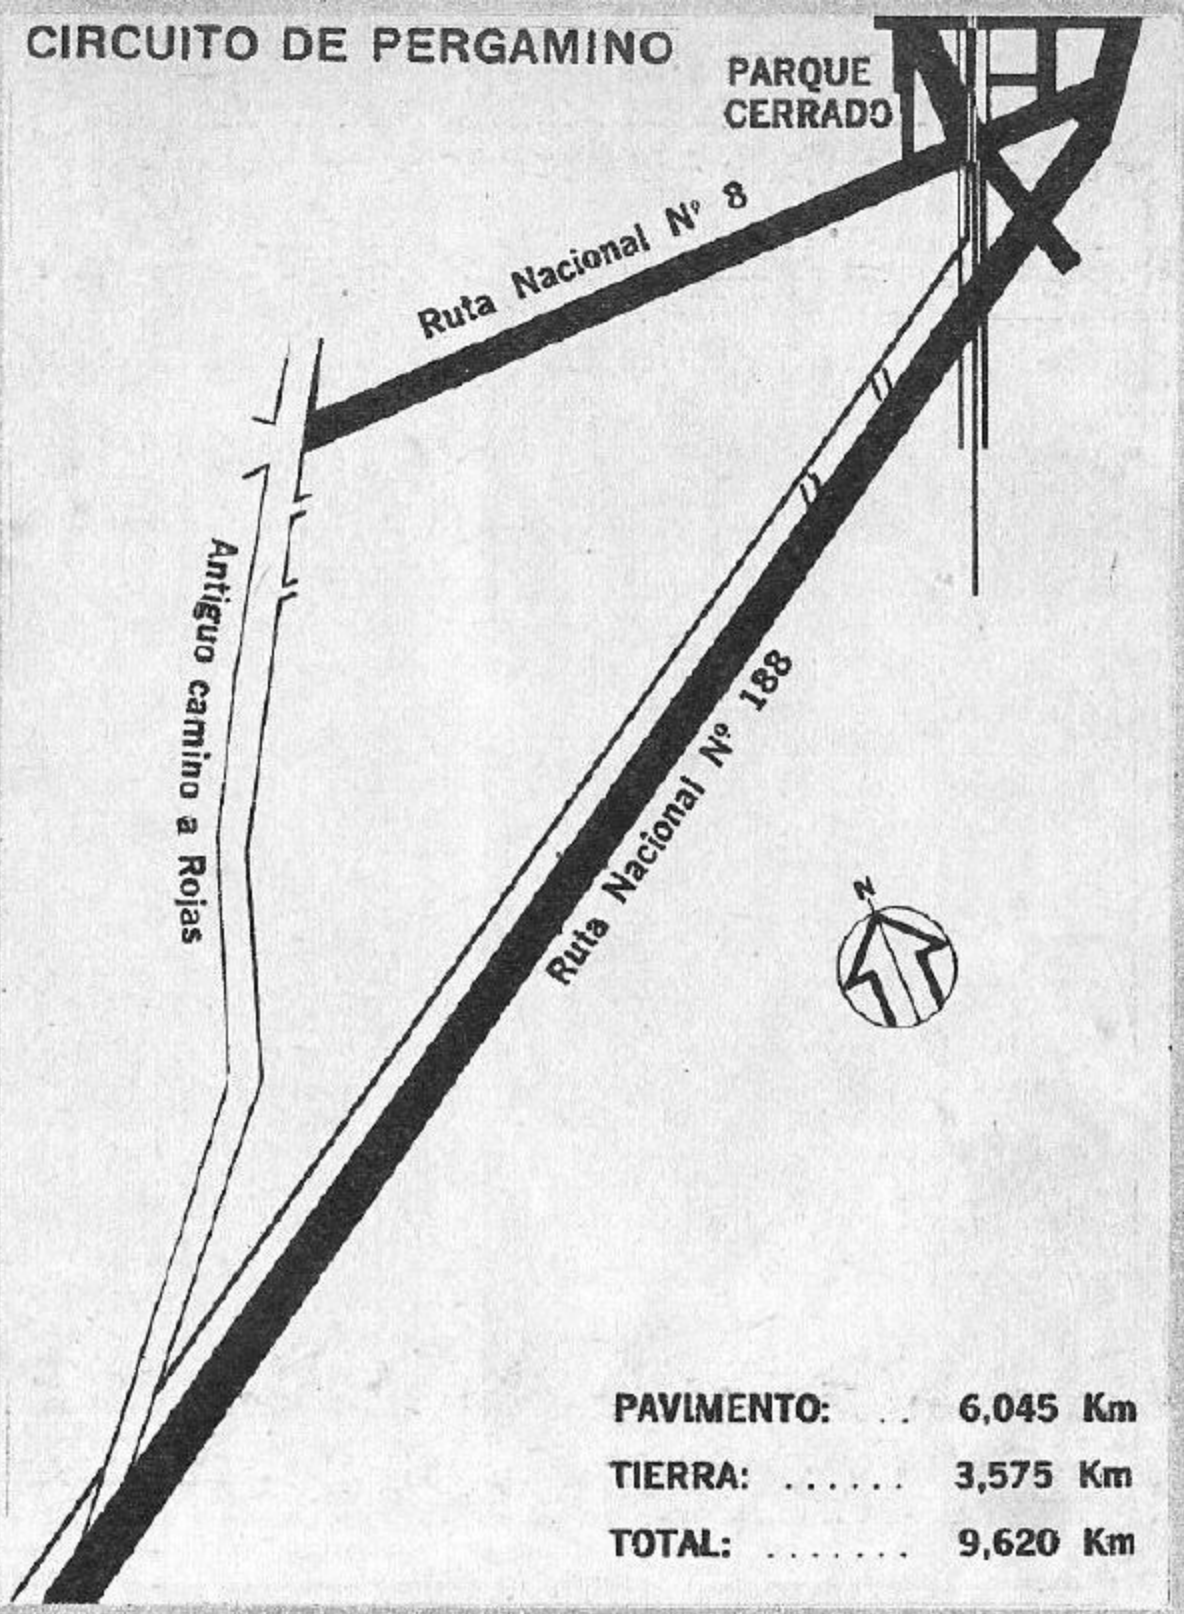 CIRCUITO DE PERGAMINO
PARQUE
CERRADO
Ruta Nacional Nº 8
Antiguo camino a Rojas
Ruta Nacional Nº 188
N
PAVIMENTO: .. 6,045 Km
TIERRA: ...... 3,575 Km
TOTAL: ....... 9,620 Km